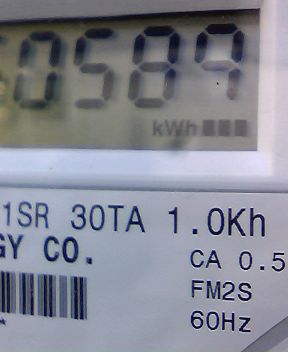 0589
kWh
1SR 30TA 1.0Kh
GY CO.
CA 0.5
FM2S
60Hz